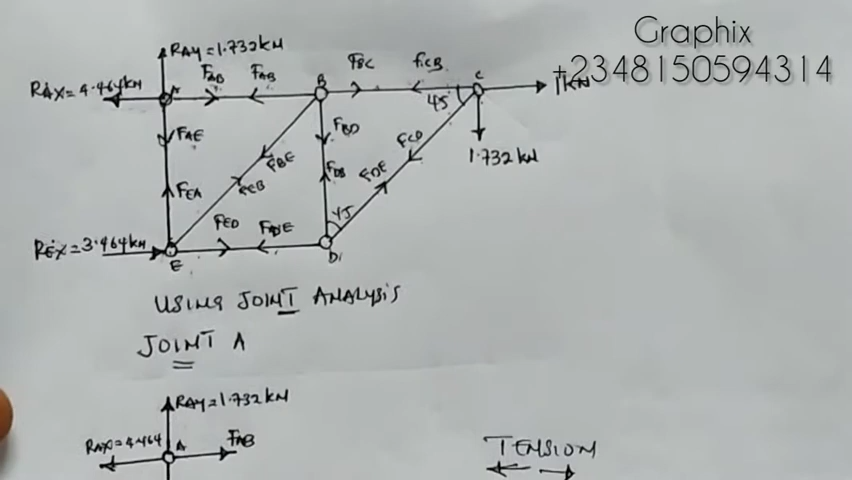 Graphix
+2348150594314
RAY=1.732KN
RAX=4.464KN
A
FAB
FAB
B
FBC
FCB
C
1KN
45
FAE
FBD
FCD
1.732KN
FBE
FEB
FDB
FDE
FEA
45
FED
REX=3.464KN
E
D
USING JOINT ANALYSIS
JOINT A
RAY=1.732KN
RAX=4.464
A
FAB
TENSION